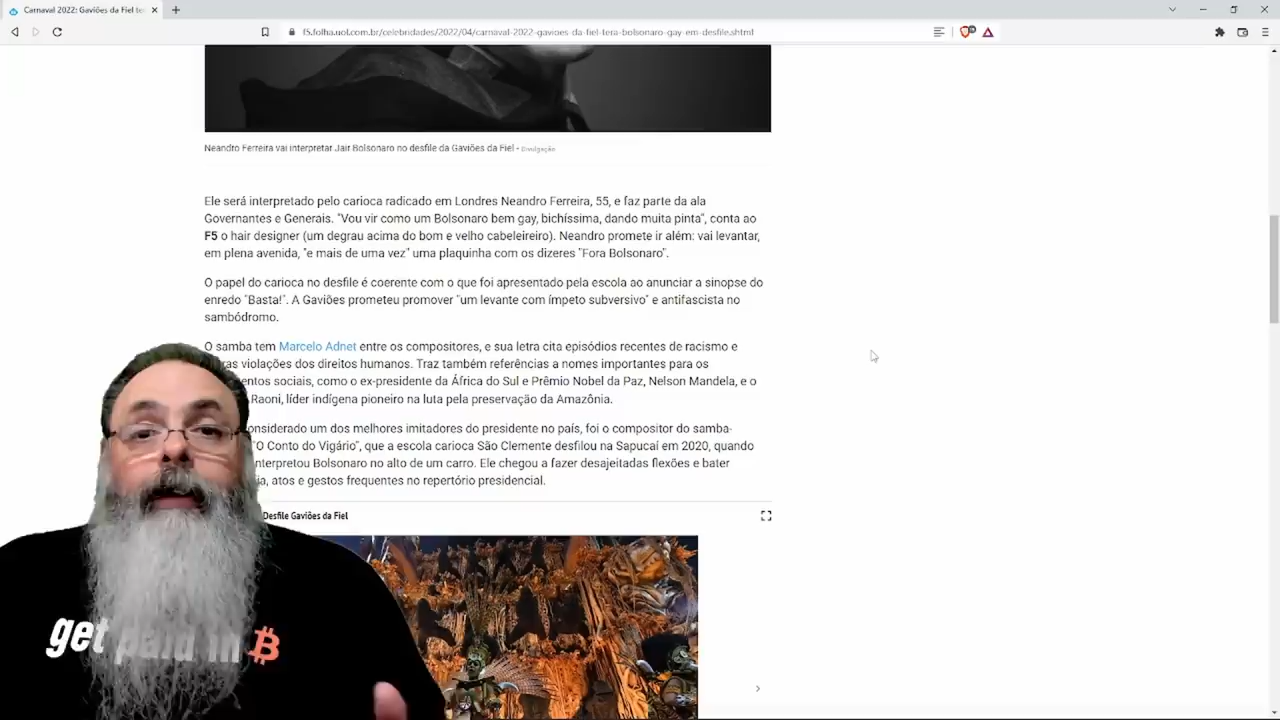 Carnaval 2022: Gaviões da Fiel te
f5.folha.uol.com.br/celebridades/2022/04/carnaval-2022-gavioes-da-fiel-tera-bolsonaro-gay-em-desfile.shtml
Neandro Ferreira vai interpretar Jair Bolsonaro no desfile da Gaviões da Fiel - Divulgação
Ele será interpretado pelo carioca radicado em Londres Neandro Ferreira, 55, e faz parte da ala
Governantes e Generais. "Vou vir como um Bolsonaro bem gay, bichíssima, dando muita pinta", conta ao
F5 o hair designer (um degrau acima do bom e velho cabeleireiro). Neandro promete ir além: vai levantar,
em plena avenida, "e mais de uma vez" uma plaquinha com os dizeres "Fora Bolsonaro".
O papel do carioca no desfile é coerente com o que foi apresentado pela escola ao anunciar a sinopse do
enredo "Basta!". A Gaviões prometeu promover "um levante com ímpeto subversivo" e antifascista no
sambódromo.
O samba tem Marcelo Adnet entre os compositores, e sua letra cita episódios recentes de racismo e
ras violações dos direitos humanos. Traz também referências a nomes importantes para os
entos sociais, como o ex-presidente da África do Sul e Prêmio Nobel da Paz, Nelson Mandela, e o
Raoni, líder indígena pioneiro na luta pela preservação da Amazônia.
onsiderado um dos melhores imitadores do presidente no país, foi o compositor do samba-
"O Conto do Vigário", que a escola carioca São Clemente desfilou na Sapucaí em 2020, quando
nterpretou Bolsonaro no alto de um carro. Ele chegou a fazer desajeitadas flexões e bater
ia, atos e gestos frequentes no repertório presidencial.
Desfile Gaviões da Fiel
get paid in ₿